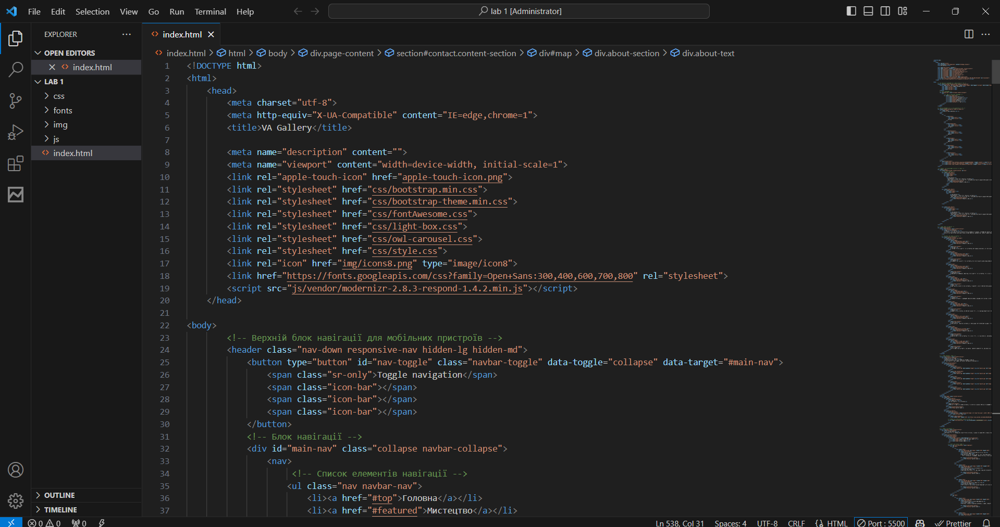 File Edit Selection View Go Run Terminal Help
lab 1 [Administrator]
EXPLORER
OPEN EDITORS
index.html
LAB 1
css
fonts
img
js
index.html
OUTLINE
TIMELINE
index.html
index.html > html > body > div.page-content > section#contact.content-section > div#map > div.about-section > div.about-text
1 <!DOCTYPE html>
2 <html>
3 <head>
4 <meta charset="utf-8">
5 <meta http-equiv="X-UA-Compatible" content="IE=edge,chrome=1">
6 <title>VA Gallery</title>
7
8 <meta name="description" content="">
9 <meta name="viewport" content="width=device-width, initial-scale=1">
10 <link rel="apple-touch-icon" href="apple-touch-icon.png">
11 <link rel="stylesheet" href="css/bootstrap.min.css">
12 <link rel="stylesheet" href="css/bootstrap-theme.min.css">
13 <link rel="stylesheet" href="css/fontAwesome.css">
14 <link rel="stylesheet" href="css/light-box.css">
15 <link rel="stylesheet" href="css/owl-carousel.css">
16 <link rel="stylesheet" href="css/style.css">
17 <link rel="icon" href="img/icons8.png" type="image/icon8">
18 <link href="https://fonts.googleapis.com/css?family=Open+Sans:300,400,600,700,800" rel="stylesheet">
19 <script src="js/vendor/modernizr-2.8.3-respond-1.4.2.min.js"></script>
20 </head>
21
22 <body>
23 <!-- Верхній блок навігації для мобільних пристроїв -->
24 <header class="nav-down responsive-nav hidden-lg hidden-md">
25 <button type="button" id="nav-toggle" class="navbar-toggle" data-toggle="collapse" data-target="#main-nav">
26 <span class="sr-only">Toggle navigation</span>
27 <span class="icon-bar"></span>
28 <span class="icon-bar"></span>
29 <span class="icon-bar"></span>
30 </button>
31 <!-- Блок навігації -->
32 <div id="main-nav" class="collapse navbar-collapse">
33 <nav>
34 <!-- Список елементів навігації -->
35 <ul class="nav navbar-nav">
36 <li><a href="#top">Головна</a></li>
37 <li><a href="#featured">Мистецтво</a></li>
0 0 0 Ln 538, Col 31 Spaces: 4 UTF-8 CRLF HTML Port : 5500 Prettier